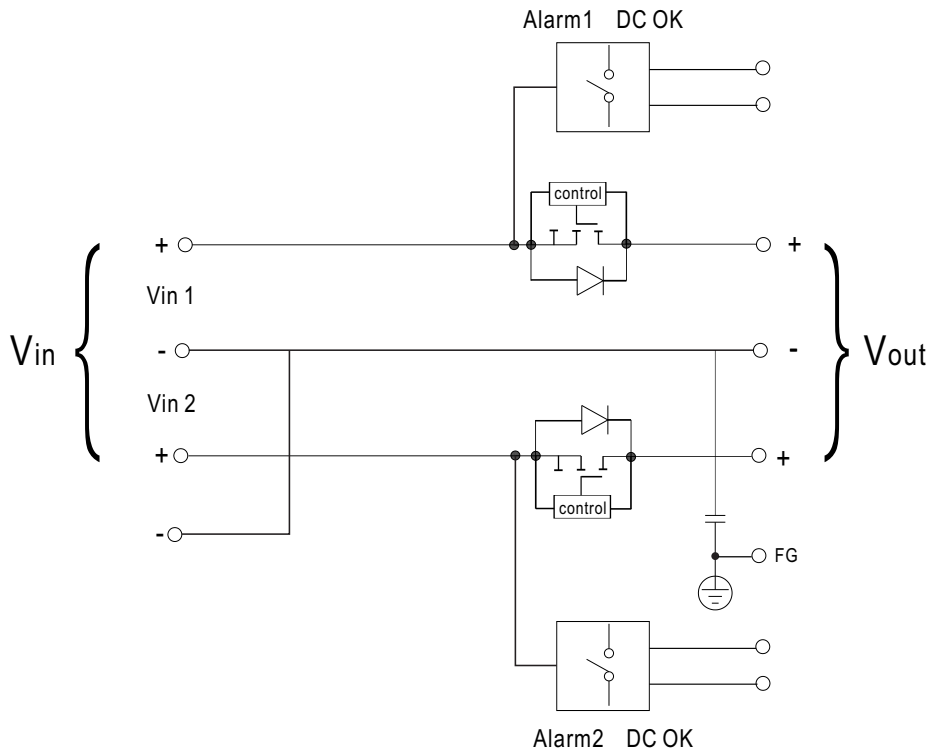 Alarm1 DC OK
control
+ +
Vin 1
Vin
- -
Vout
Vin 2
+ +
control
-
FG
Alarm2 DC OK